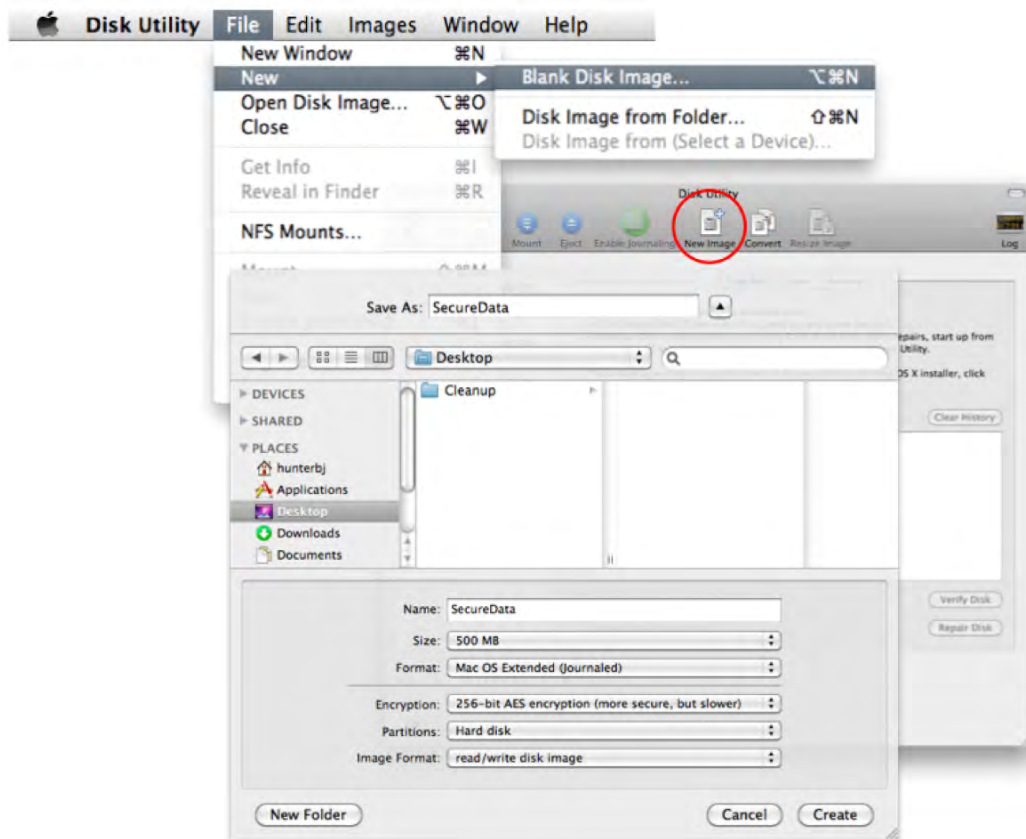 Disk Utility File Edit Images Window Help
New Window ⌘N
New ▶
Blank Disk Image... ⌥⌘N
Open Disk Image... ⌥⌘O
Disk Image from Folder... ⇧⌘N
Close ⌘W
Disk Image from (Select a Device)...
Get Info ⌘I
Reveal in Finder ⌘R
Disk Utility
NFS Mounts...
Mount Eject Enable Journaling New Image Convert Resize Image Log
Mount ⌥⌘M
Save As: SecureData
epairs, start up from
Utility.
Desktop
OS X installer, click
DEVICES
Cleanup
SHARED
Clear History
PLACES
hunterbj
Applications
Desktop
Downloads
Documents
Name: SecureData
Verify Disk
Size: 500 MB
Repair Disk
Format: Mac OS Extended (Journaled)
Encryption: 256-bit AES encryption (more secure, but slower)
Partitions: Hard disk
Image Format: read/write disk image
New Folder Cancel Create